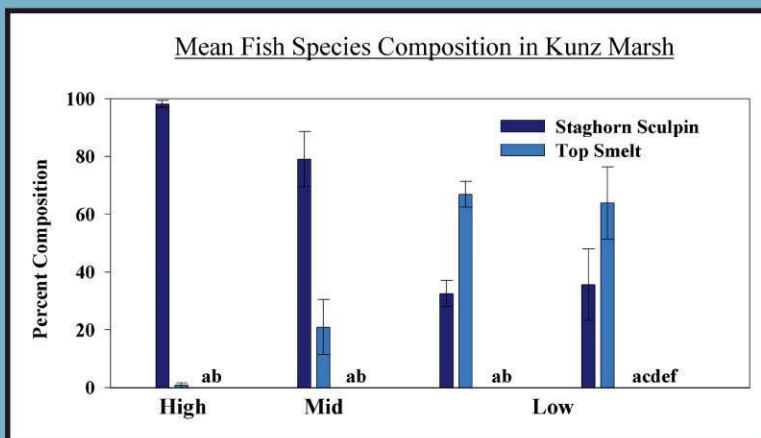 Mean Fish Species Composition in Kunz Marsh
Percent Composition
100
80
60
40
20
0
Staghorn Sculpin
Top Smelt
ab
ab
ab
acdef
High
Mid
Low